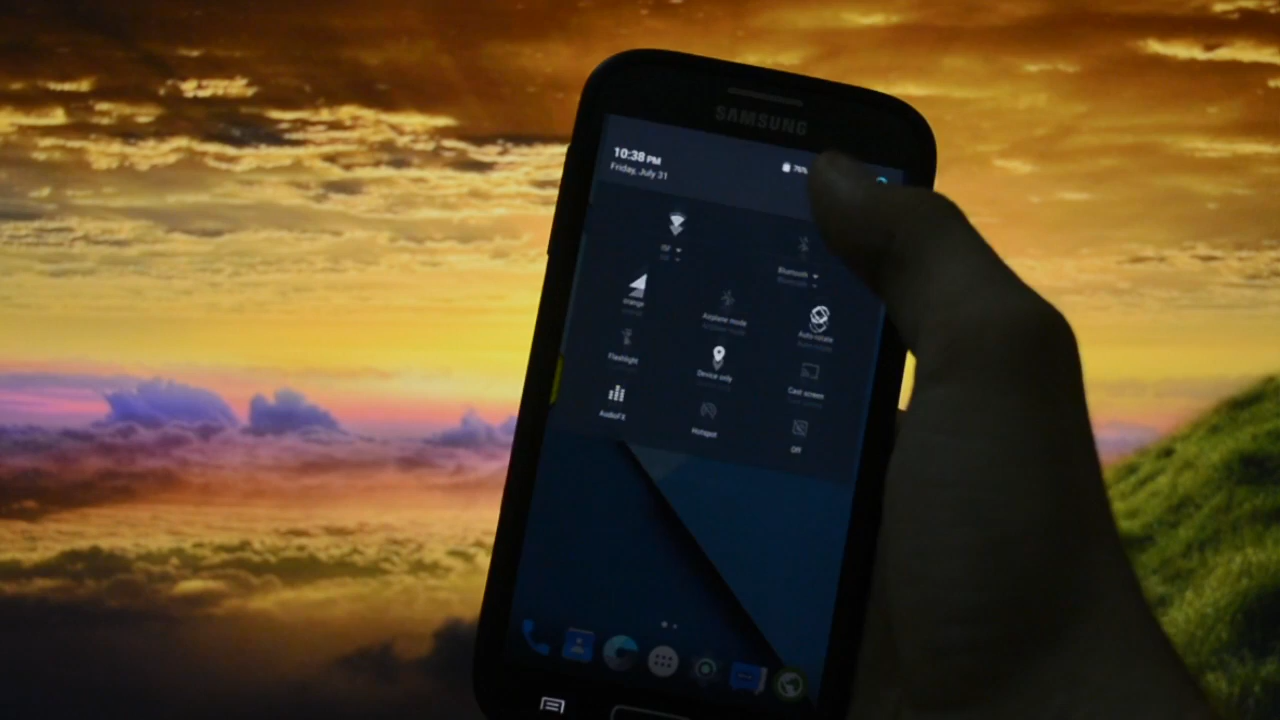 SAMSUNG
10:38 PM
76%
Friday, July 31
ISP
Bluetooth
orange
Airplane mode
Auto rotate
Flashlight
Device only
Cast screen
AudioFX
Hotspot
Off